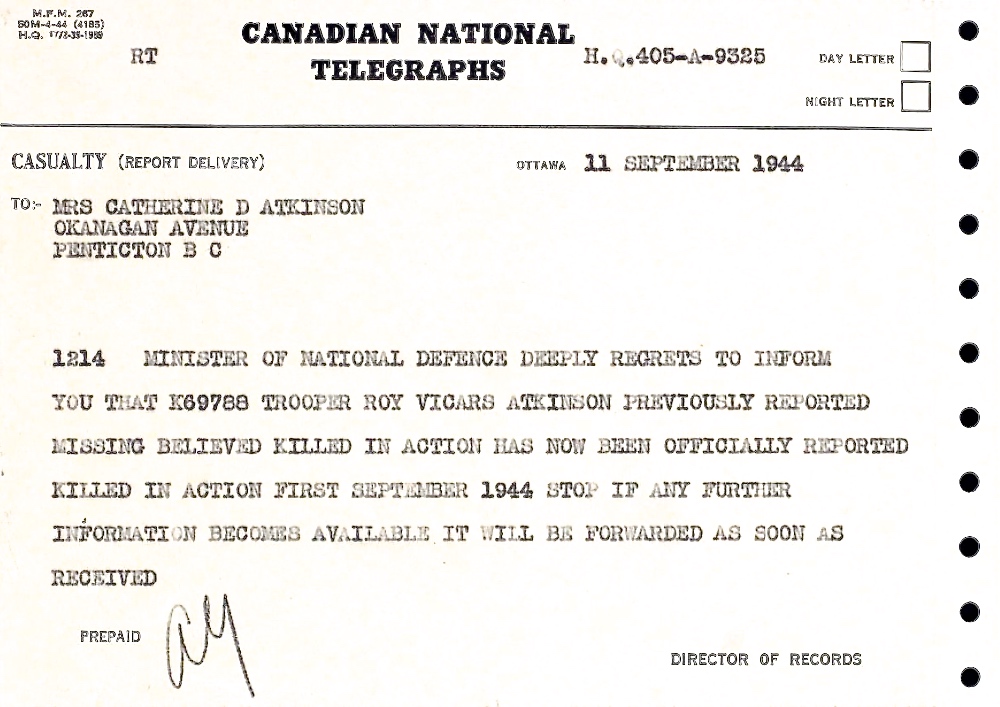 M.F.M. 267
50M-4-44 (4185)
H.Q. 1772-39-1989
RT
CANADIAN NATIONAL
TELEGRAPHS
H.Q.405-A-9325
DAY LETTER
NIGHT LETTER
CASUALTY (REPORT DELIVERY)
OTTAWA 11 SEPTEMBER 1944
TO:- MRS CATHERINE D ATKINSON
OKANAGAN AVENUE
PENTICTON B C
1214 MINISTER OF NATIONAL DEFENCE DEEPLY REGRETS TO INFORM
YOU THAT K69788 TROOPER ROY VICARS ATKINSON PREVIOUSLY REPORTED
MISSING BELIEVED KILLED IN ACTION HAS NOW BEEN OFFICIALLY REPORTED
KILLED IN ACTION FIRST SEPTEMBER 1944 STOP IF ANY FURTHER
INFORMATION BECOMES AVAILABLE IT WILL BE FORWARDED AS SOON AS
RECEIVED
PREPAID
DIRECTOR OF RECORDS